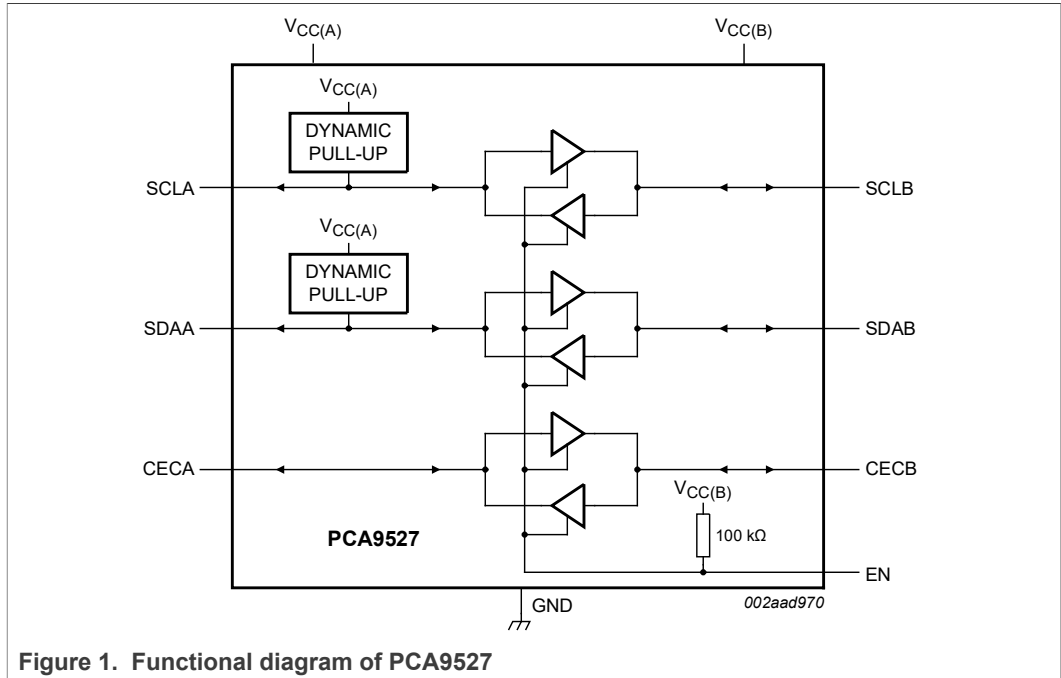 VCC(A)
VCC(B)
VCC(A)
DYNAMIC
PULL-UP
SCLA
SCLB
VCC(A)
DYNAMIC
PULL-UP
SDAA
SDAB
CECA
CECB
VCC(B)
100 kΩ
PCA9527
EN
GND
002aad970
Figure 1. Functional diagram of PCA9527